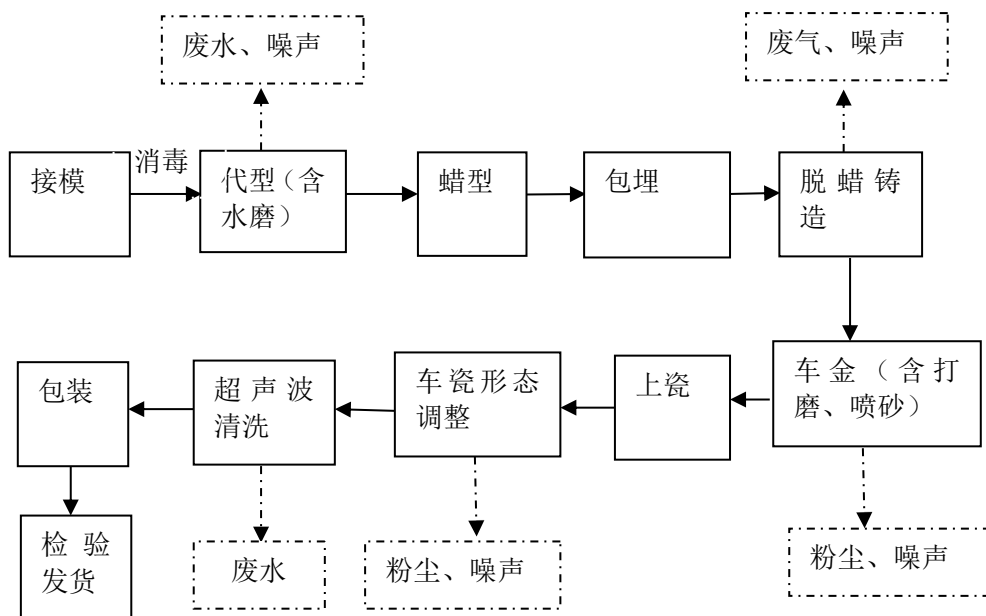 废水、噪声
废气、噪声
接模
消毒
代型（含
水磨）
蜡型
包埋
脱蜡铸
造
包装
超声波
清洗
车瓷形态
调整
上瓷
车金（含打
磨、喷砂）
检验
发货
废水
粉尘、噪声
粉尘、噪声